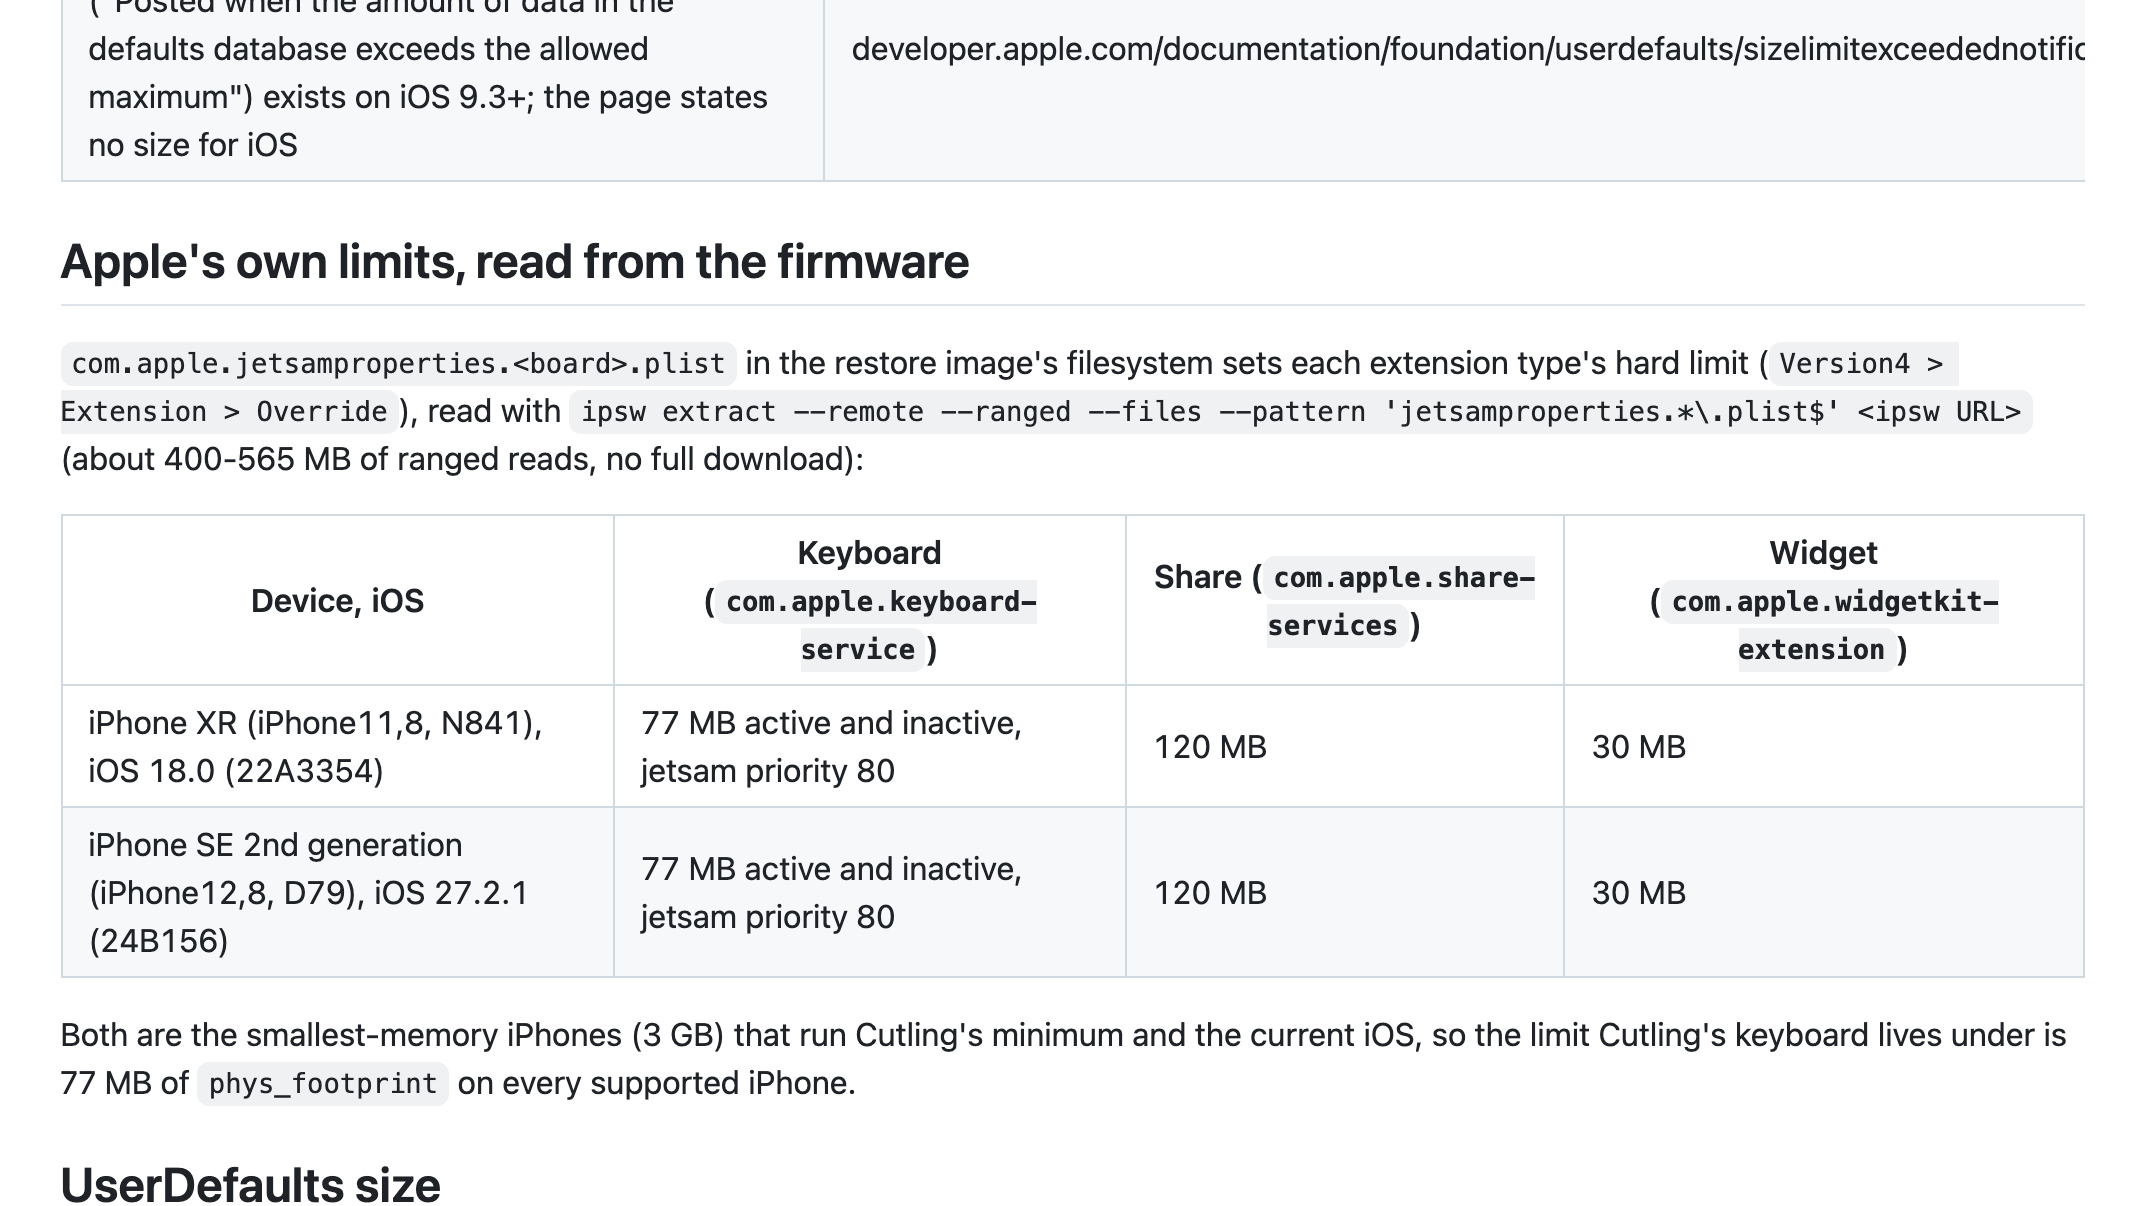 ("Posted when the amount of data in the
defaults database exceeds the allowed
maximum") exists on iOS 9.3+; the page states
no size for iOS
developer.apple.com/documentation/foundation/userdefaults/sizelimitexceedednotific
Apple's own limits, read from the firmware
com.apple.jetsamproperties.<board>.plist in the restore image's filesystem sets each extension type's hard limit ( Version4 >
Extension > Override ), read with ipsw extract --remote --ranged --files --pattern 'jetsamproperties.*\.plist$' <ipsw URL>
(about 400-565 MB of ranged reads, no full download):
Device, iOS
Keyboard
( com.apple.keyboard-
service )
Share ( com.apple.share-
services )
Widget
( com.apple.widgetkit-
extension )
iPhone XR (iPhone11,8, N841),
iOS 18.0 (22A3354)
77 MB active and inactive,
jetsam priority 80
120 MB
30 MB
iPhone SE 2nd generation
(iPhone12,8, D79), iOS 27.2.1
(24B156)
77 MB active and inactive,
jetsam priority 80
120 MB
30 MB
Both are the smallest-memory iPhones (3 GB) that run Cutling's minimum and the current iOS, so the limit Cutling's keyboard lives under is
77 MB of phys_footprint on every supported iPhone.
UserDefaults size